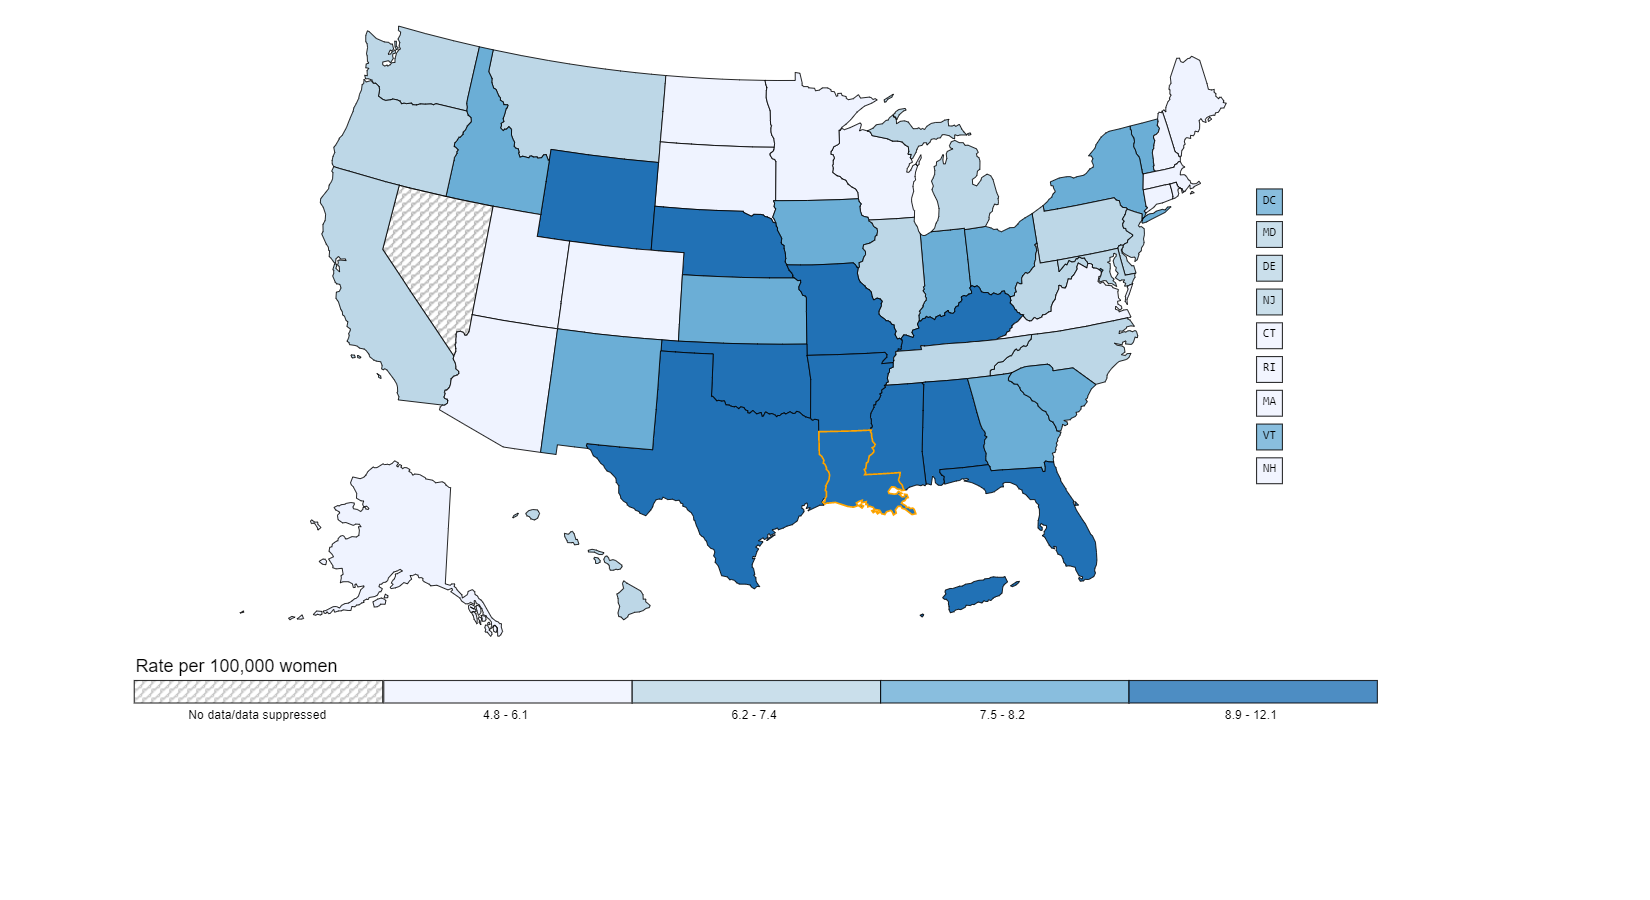 DC
MD
DE
NJ
CT
RI
MA
VT
NH
Rate per 100,000 women
No data/data suppressed
4.8 - 6.1
6.2 - 7.4
7.5 - 8.2
8.9 - 12.1